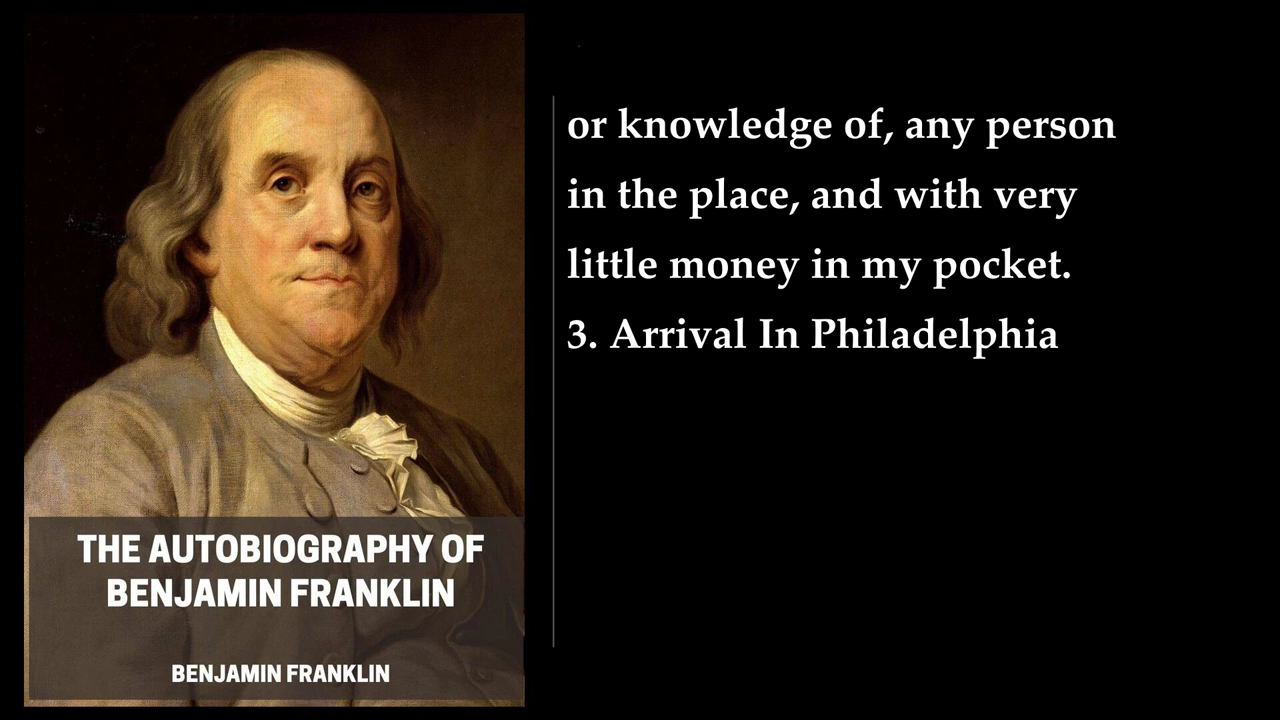 THE AUTOBIOGRAPHY OF
BENJAMIN FRANKLIN
BENJAMIN FRANKLIN
or knowledge of, any person
in the place, and with very
little money in my pocket.
3. Arrival In Philadelphia